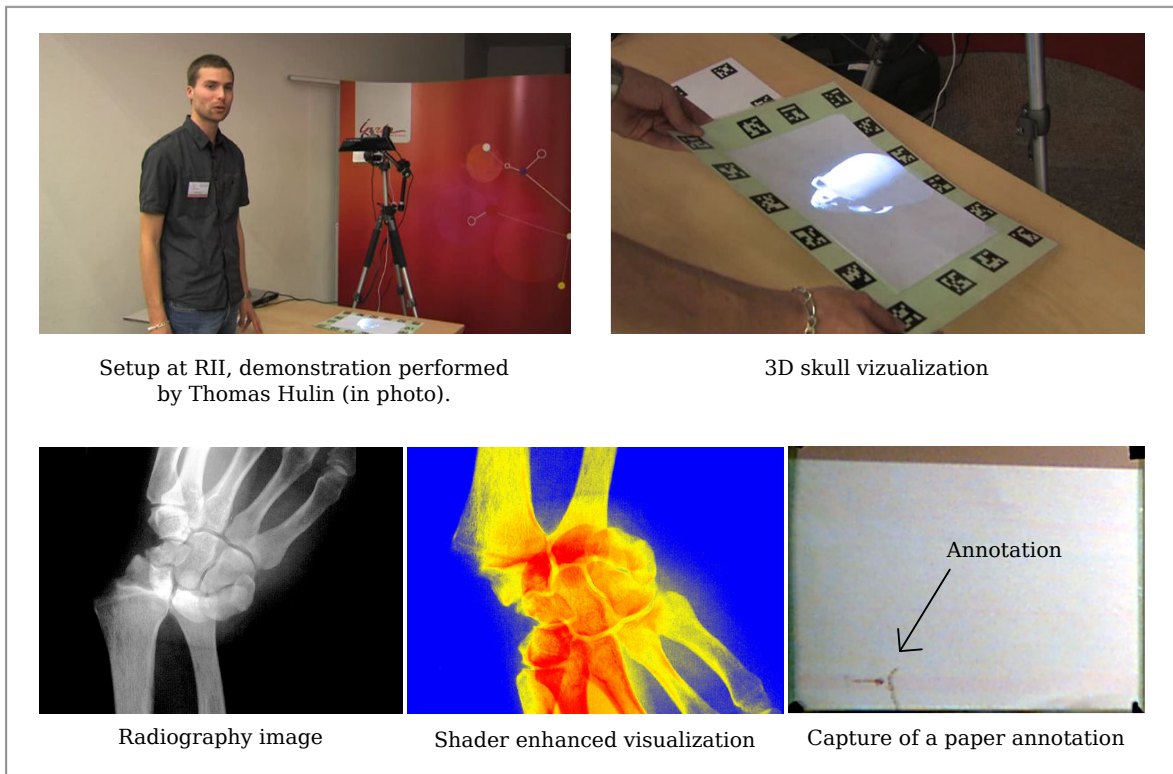 Setup at RII, demonstration performed
by Thomas Hulin (in photo).
3D skull vizualization
Annotation
Radiography image
Shader enhanced visualization
Capture of a paper annotation